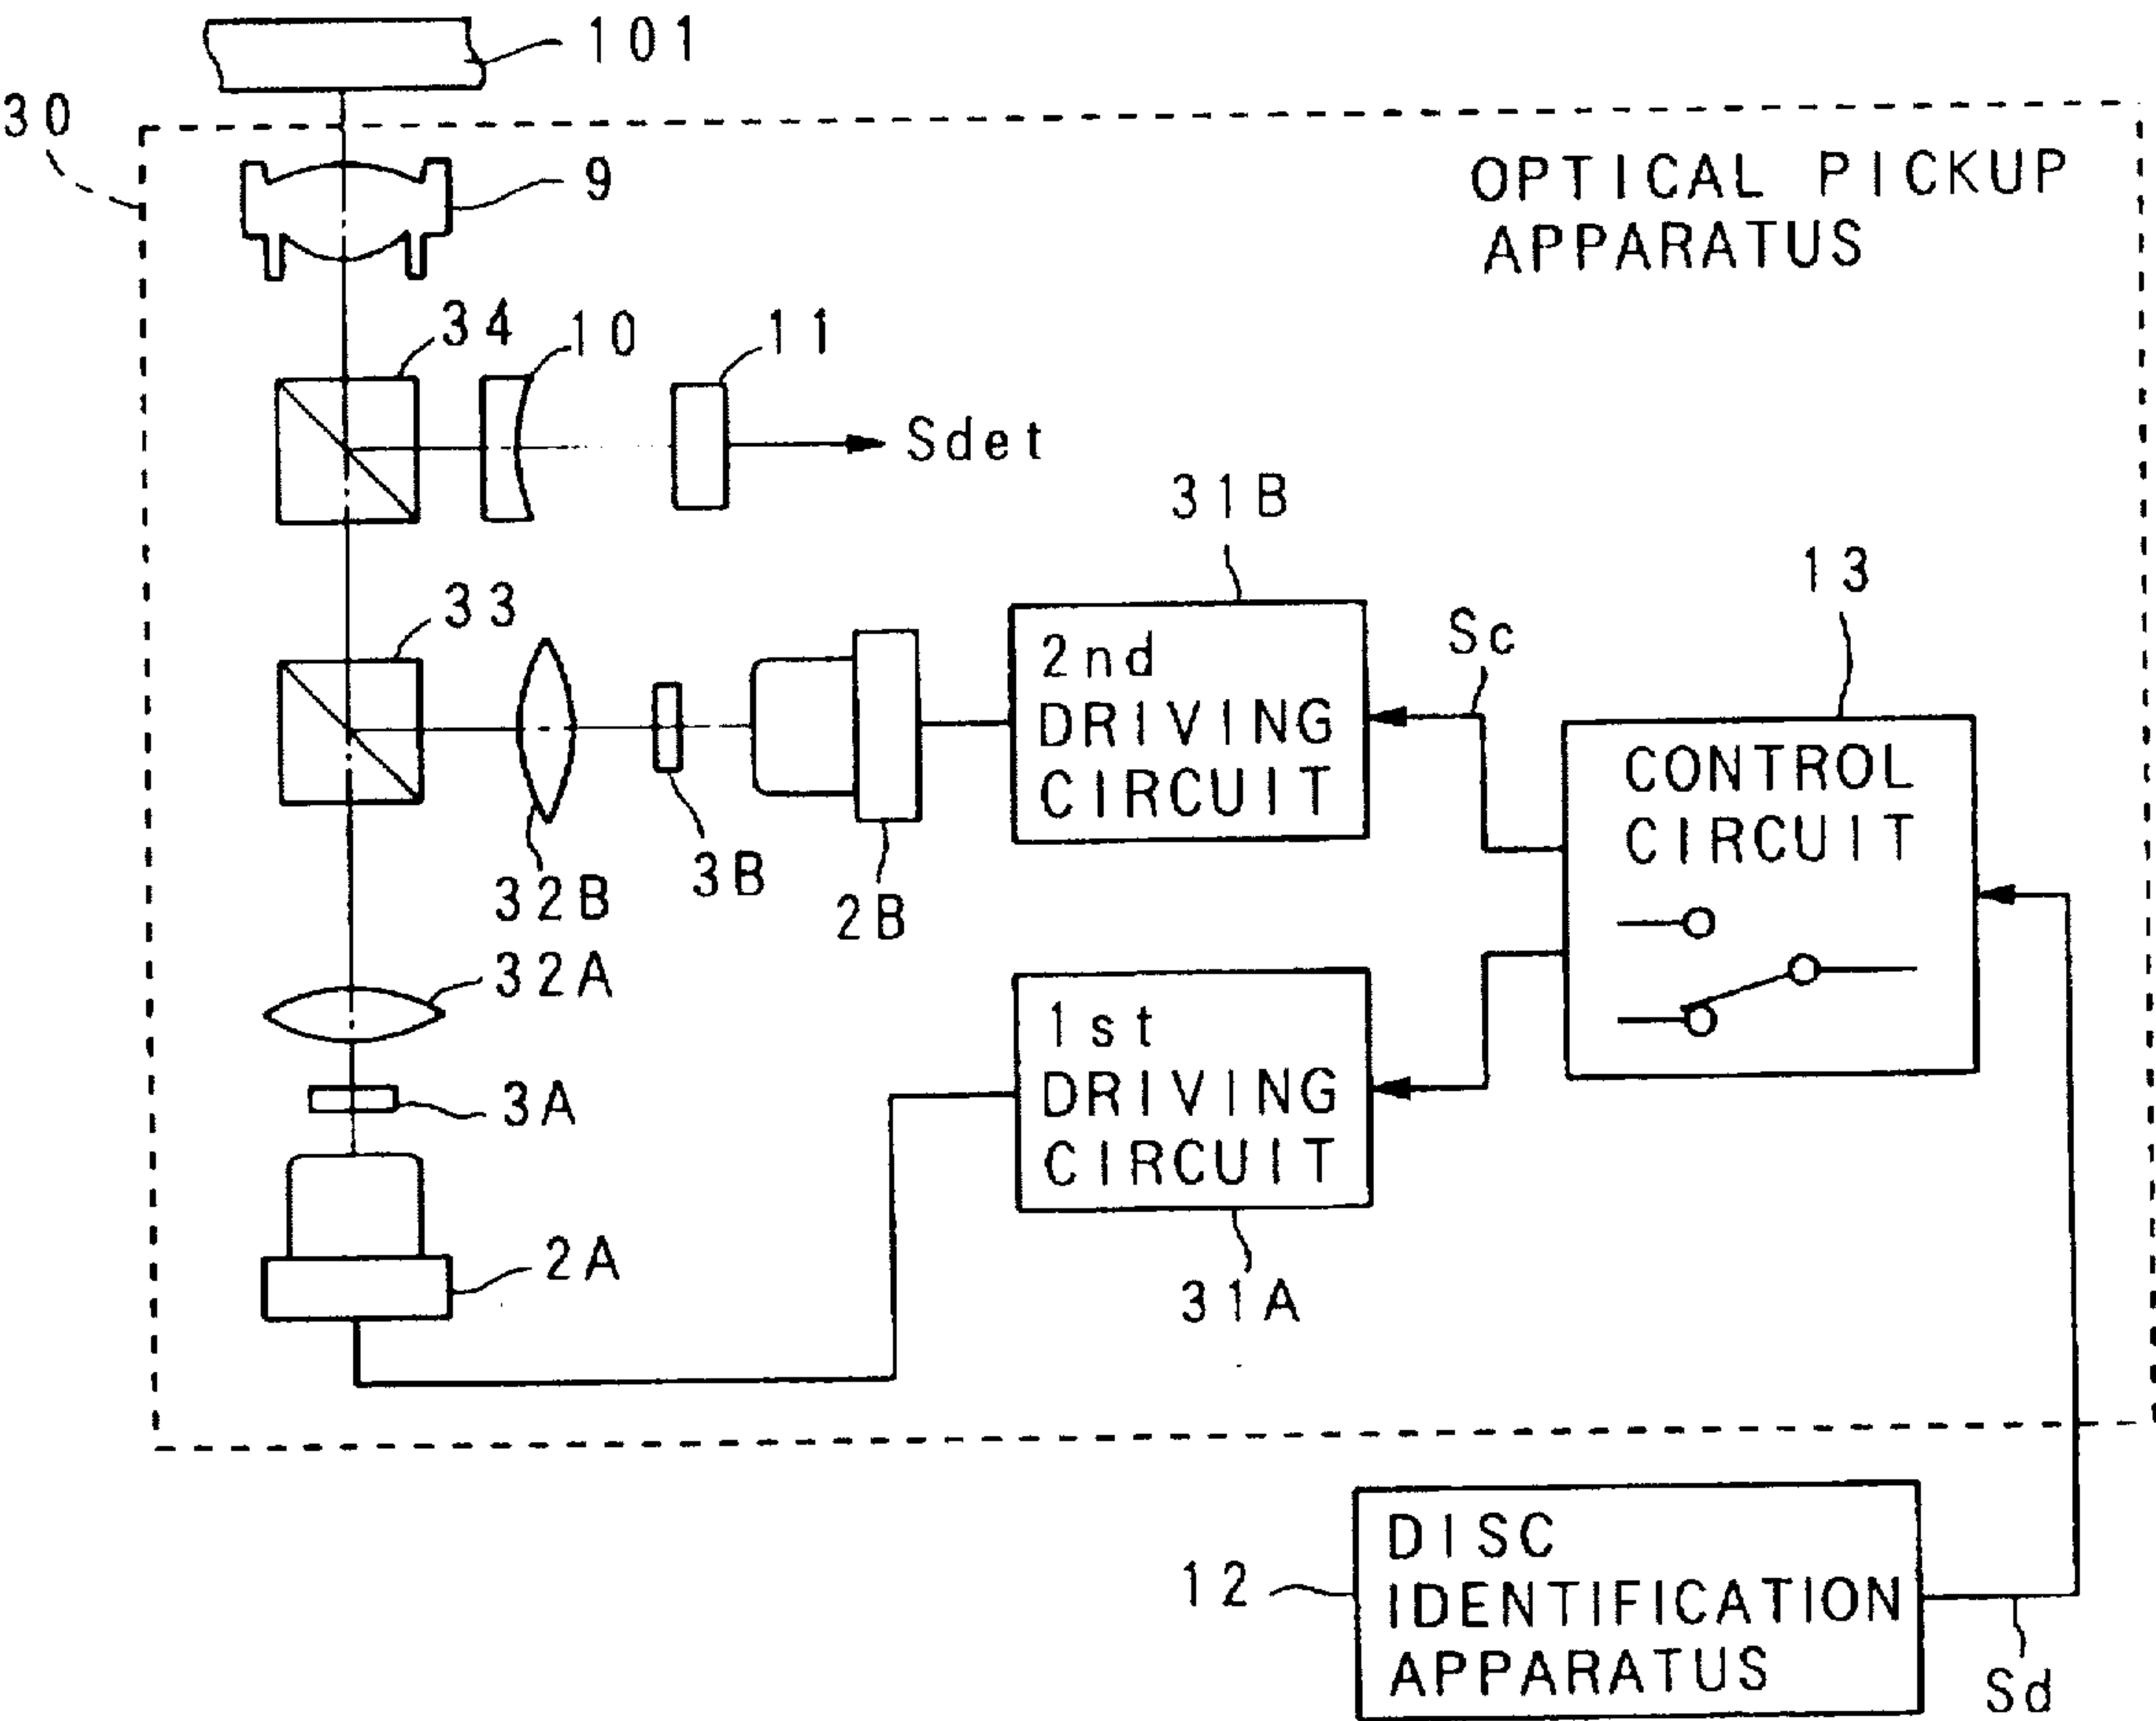 101
30
9
OPTICAL PICKUP
APPARATUS
34
10
11
Sdet
31B
13
33
Sc
2nd
DRIVING
CIRCUIT
CONTROL
CIRCUIT
3B
32B
2B
32A
1st
DRIVING
CIRCUIT
3A
2A
31A
DISC
IDENTIFICATION
APPARATUS
12
Sd